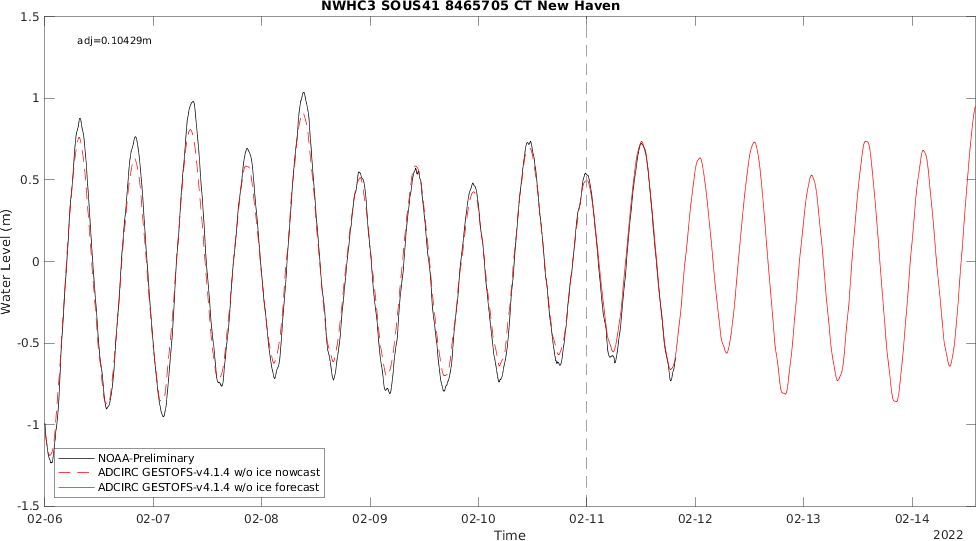 NWHC3 SOUS41 8465705 CT New Haven
adj=0.10429m
1.5
1
0.5
0
-0.5
-1
-1.5
Water Level (m)
NOAA-Preliminary
ADCIRC GESTOFS-v4.1.4 w/o ice nowcast
ADCIRC GESTOFS-v4.1.4 w/o ice forecast
02-06 02-07 02-08 02-09 02-10 02-11 02-12 02-13 02-14
Time
2022